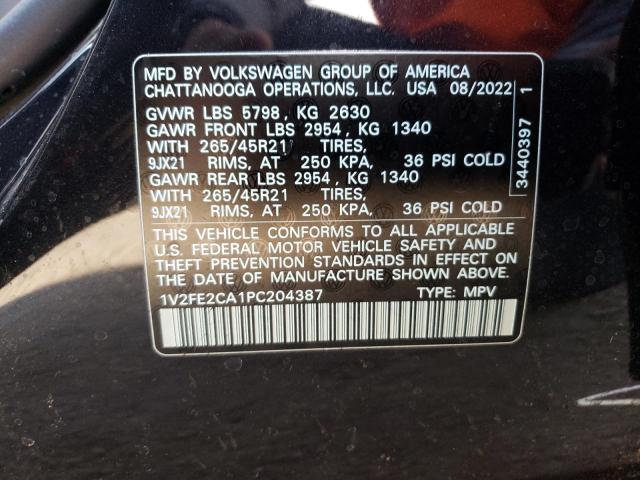 MFD BY VOLKSWAGEN GROUP OF AMERICA
CHATTANOOGA OPERATIONS, LLC. USA 08/2022
GVWR LBS 5798, KG 2630
GAWR FRONT LBS 2954, KG 1340
WITH 265/45R21 TIRES,
9JX21 RIMS, AT 250 KPA, 36 PSI COLD
GAWR REAR LBS 2954, KG 1340
WITH 265/45R21 TIRES,
9JX21 RIMS, AT 250 KPA, 36 PSI COLD
THIS VEHICLE CONFORMS TO ALL APPLICABLE
U.S. FEDERAL MOTOR VEHICLE SAFETY AND
THEFT PREVENTION STANDARDS IN EFFECT ON
THE DATE OF MANUFACTURE SHOWN ABOVE.
1V2FE2CA1PC204387 TYPE: MPV
3440397 1